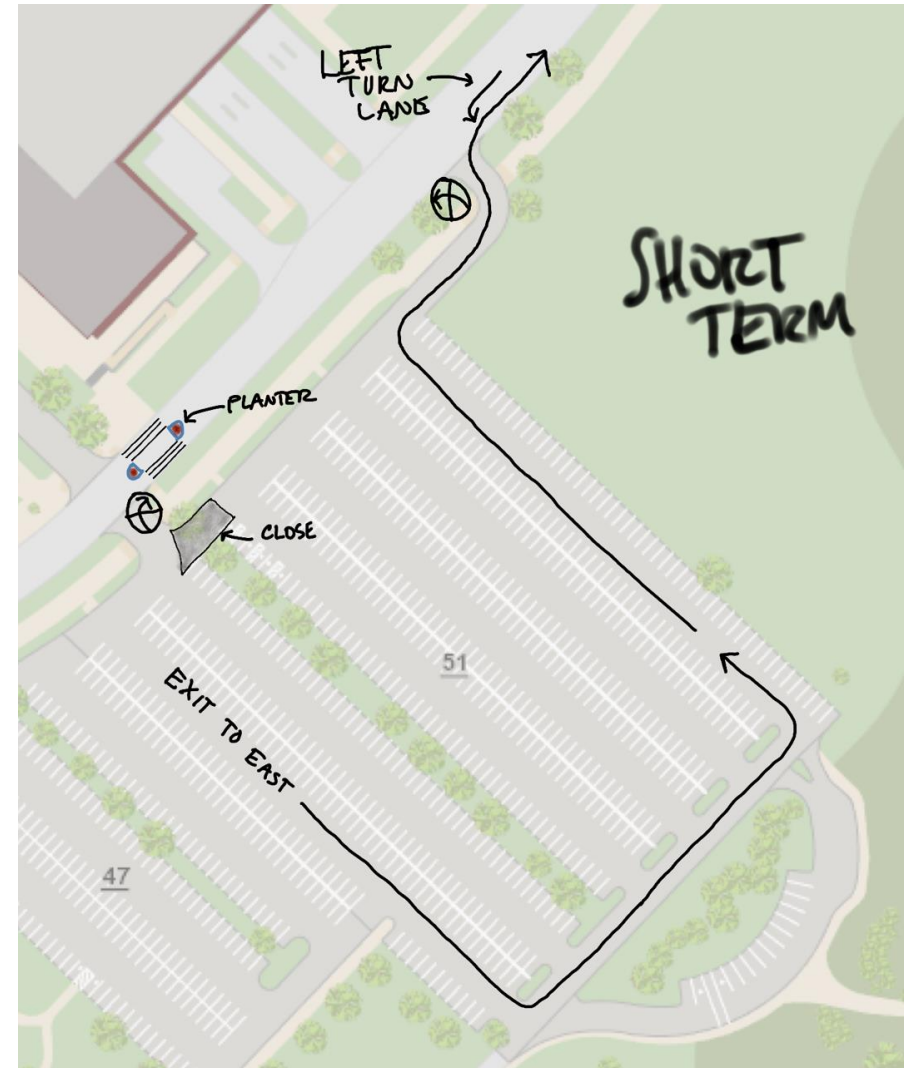 LEFT
TURN
LANE
SHORT
TERM
PLANTER
CLOSE
51
EXIT TO EAST
47